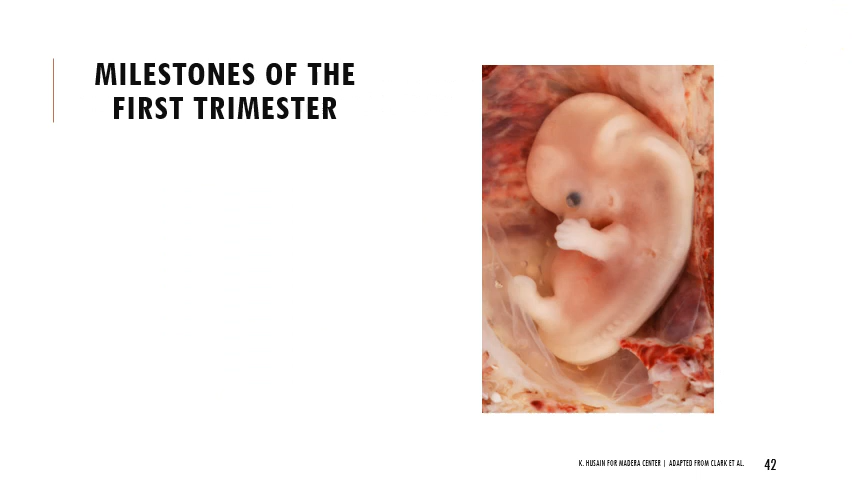 MILESTONES OF THE
FIRST TRIMESTER
K. HUSAIN FOR MADERA CENTER | ADAPTED FROM CLARK ET AL.
42